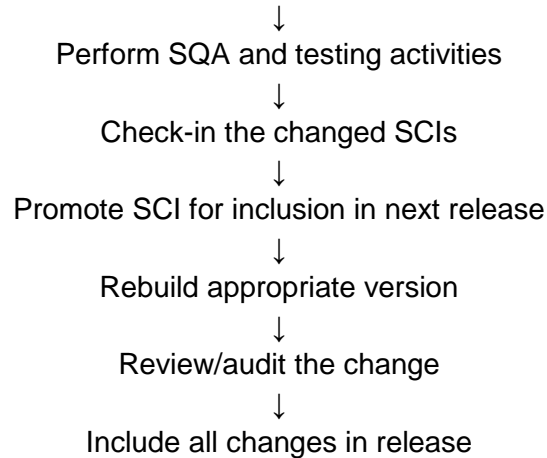 ↓
Perform SQA and testing activities
↓
Check-in the changed SCIs
↓
Promote SCI for inclusion in next release
↓
Rebuild appropriate version
↓
Review/audit the change
↓
Include all changes in release